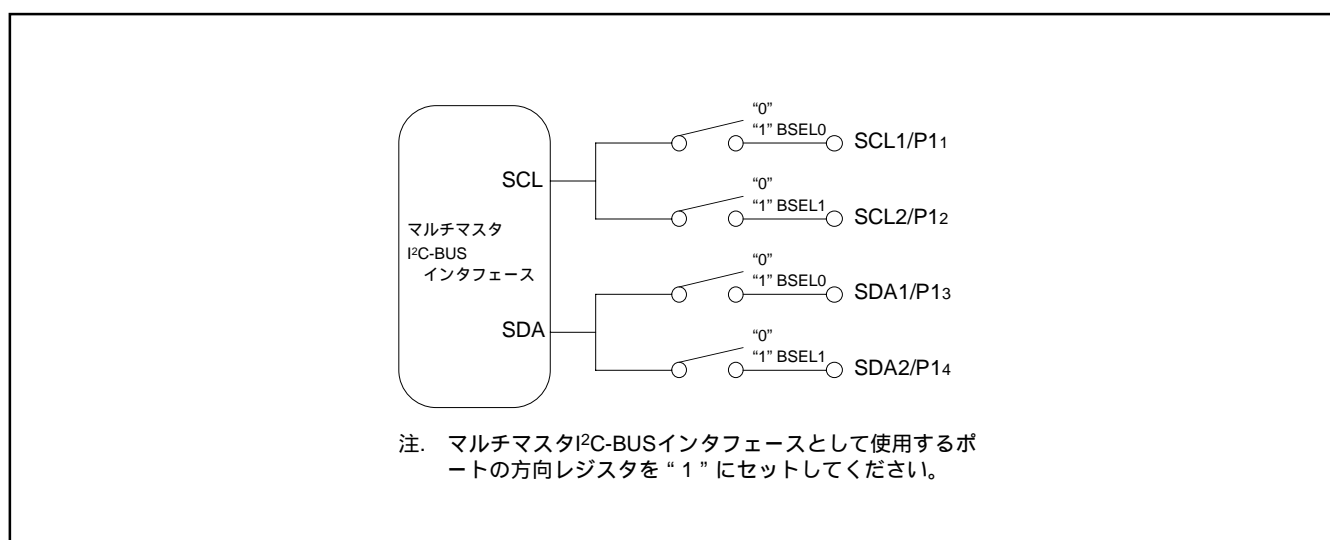 "0"
"1" BSEL0
SCL1/P11
SCL
"0"
"1" BSEL1
SCL2/P12
マルチマスタ
I²C-BUS
インタフェース
"0"
"1" BSEL0
SDA1/P13
SDA
"0"
"1" BSEL1
SDA2/P14
注. マルチマスタI²C-BUSインタフェースとして使用するポ
ートの方向レジスタを“1”にセットしてください。